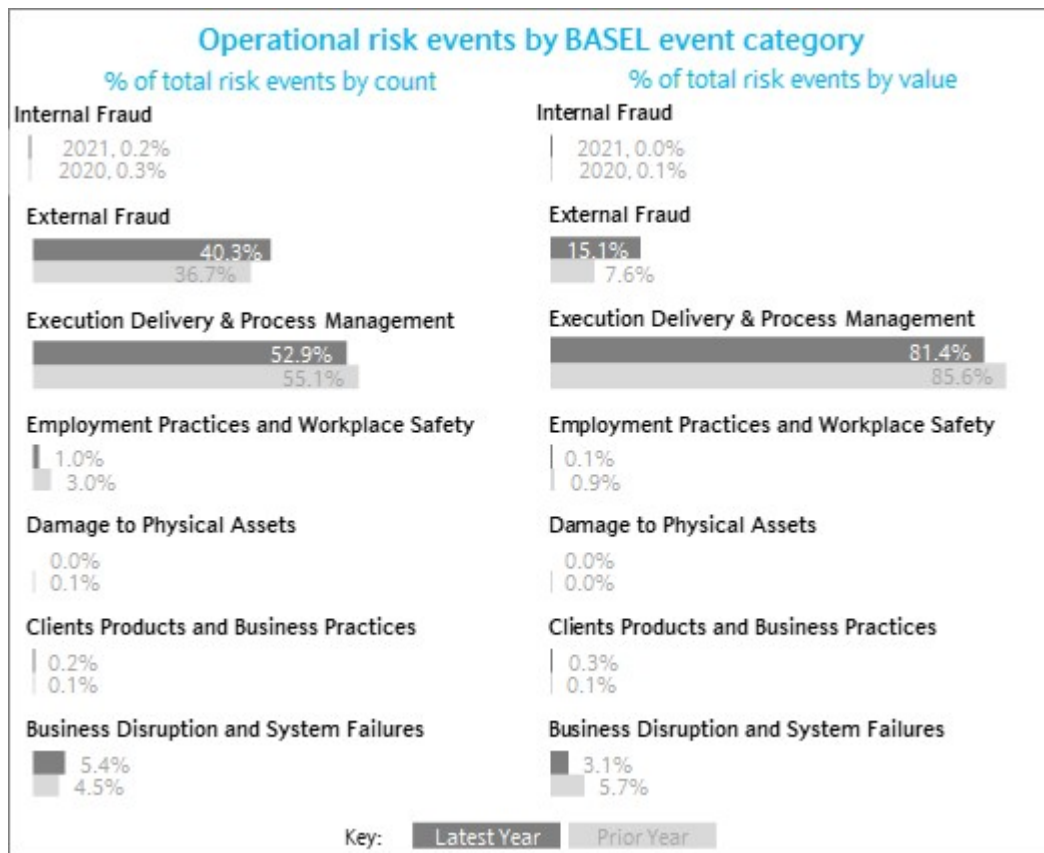 Operational risk events by BASEL event category
% of total risk events by count
Internal Fraud
2021, 0.2%
2020, 0.3%
External Fraud
40.3%
36.7%
Execution Delivery & Process Management
52.9%
55.1%
Employment Practices and Workplace Safety
1.0%
3.0%
Damage to Physical Assets
0.0%
0.1%
Clients Products and Business Practices
0.2%
0.1%
Business Disruption and System Failures
5.4%
4.5%
% of total risk events by value
Internal Fraud
2021, 0.0%
2020, 0.1%
External Fraud
15.1%
7.6%
Execution Delivery & Process Management
81.4%
85.6%
Employment Practices and Workplace Safety
0.1%
0.9%
Damage to Physical Assets
0.0%
0.0%
Clients Products and Business Practices
0.3%
0.1%
Business Disruption and System Failures
3.1%
5.7%
Key: Latest Year Prior Year